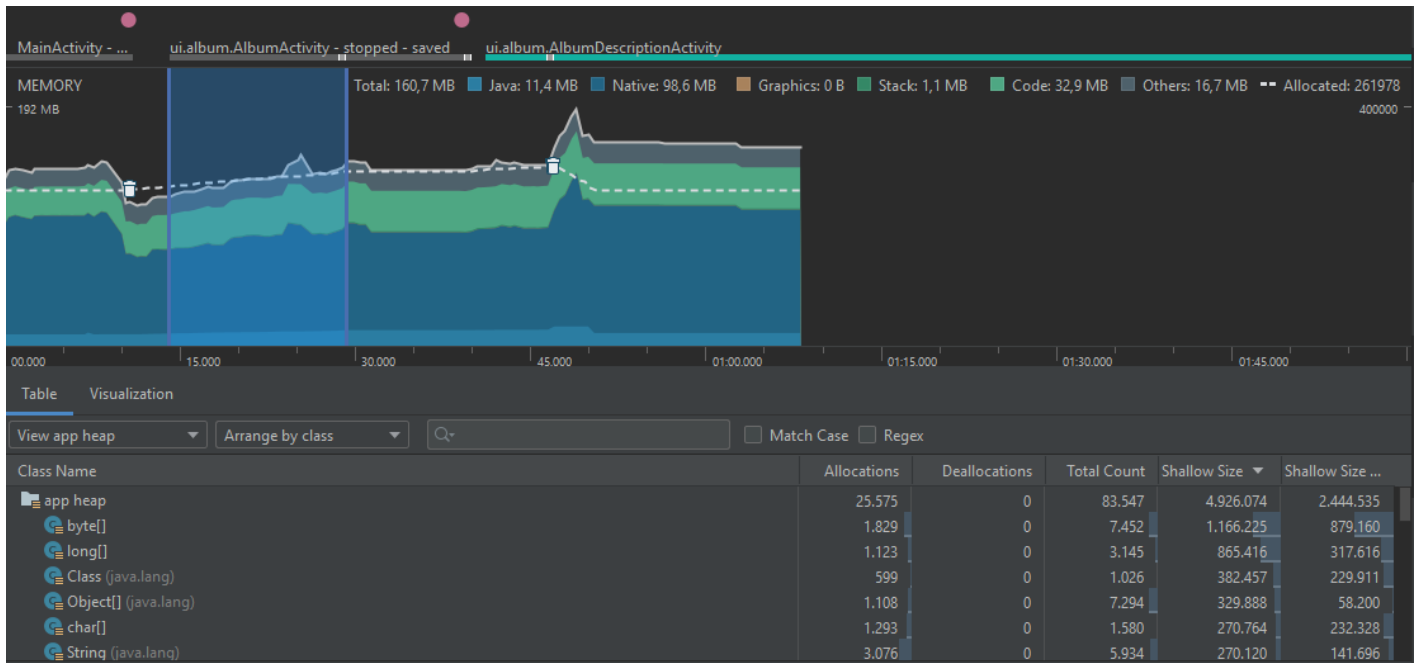 MainActivity - ... ui.album.AlbumActivity - stopped - saved ui.album.AlbumDescriptionActivity
MEMORY Total: 160,7 MB Java: 11,4 MB Native: 98,6 MB Graphics: 0 B Stack: 1,1 MB Code: 32,9 MB Others: 16,7 MB Allocated: 261978
192 MB 400000
00.000 15.000 30.000 45.000 01:00.000 01:15.000 01:30.000 01:45.000
Table Visualization
View app heap Arrange by class Match Case Regex
Class Name Allocations Deallocations Total Count Shallow Size Shallow Size ...
app heap 25.575 0 83.547 4.926.074 2.444.535
byte[] 1.829 0 7.452 1.166.225 879.160
long[] 1.123 0 3.145 865.416 317.616
Class (java.lang) 599 0 1.026 382.457 229.911
Object[] (java.lang) 1.108 0 7.294 329.888 58.200
char[] 1.293 0 1.580 270.764 232.328
String (java.lang) 3.076 0 5.934 270.120 141.696